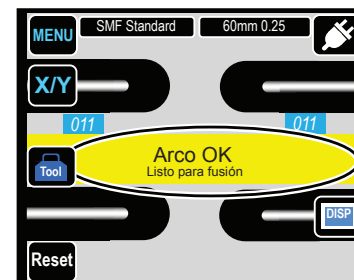 MENU SMF Standard 60mm 0.25
X/Y
011 011
Arco OK
Tool Listo para fusión
DISP
Reset